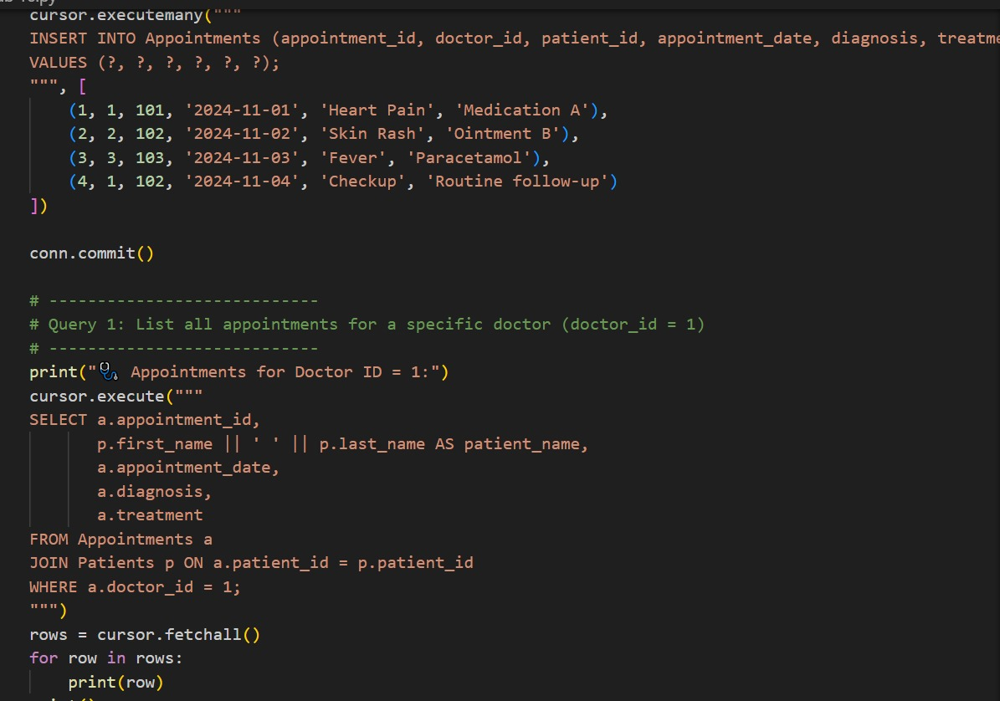 cursor.executemany("""
INSERT INTO Appointments (appointment_id, doctor_id, patient_id, appointment_date, diagnosis,
VALUES (?, ?, ?, ?, ?, ?);
""", [
    (1, 1, 101, '2024-11-01', 'Heart Pain', 'Medication A'),
    (2, 2, 102, '2024-11-02', 'Skin Rash', 'Ointment B'),
    (3, 3, 103, '2024-11-03', 'Fever', 'Paracetamol'),
    (4, 1, 102, '2024-11-04', 'Checkup', 'Routine follow-up')
])
conn.commit()
# ----------------------------
# Query 1: List all appointments for a specific doctor (doctor_id = 1)
# ----------------------------
print("🩺 Appointments for Doctor ID = 1:")
cursor.execute("""
SELECT a.appointment_id,
       p.first_name || ' ' || p.last_name AS patient_name,
       a.appointment_date,
       a.diagnosis,
       a.treatment
FROM Appointments a
JOIN Patients p ON a.patient_id = p.patient_id
WHERE a.doctor_id = 1;
""")
rows = cursor.fetchall()
for row in rows:
    print(row)